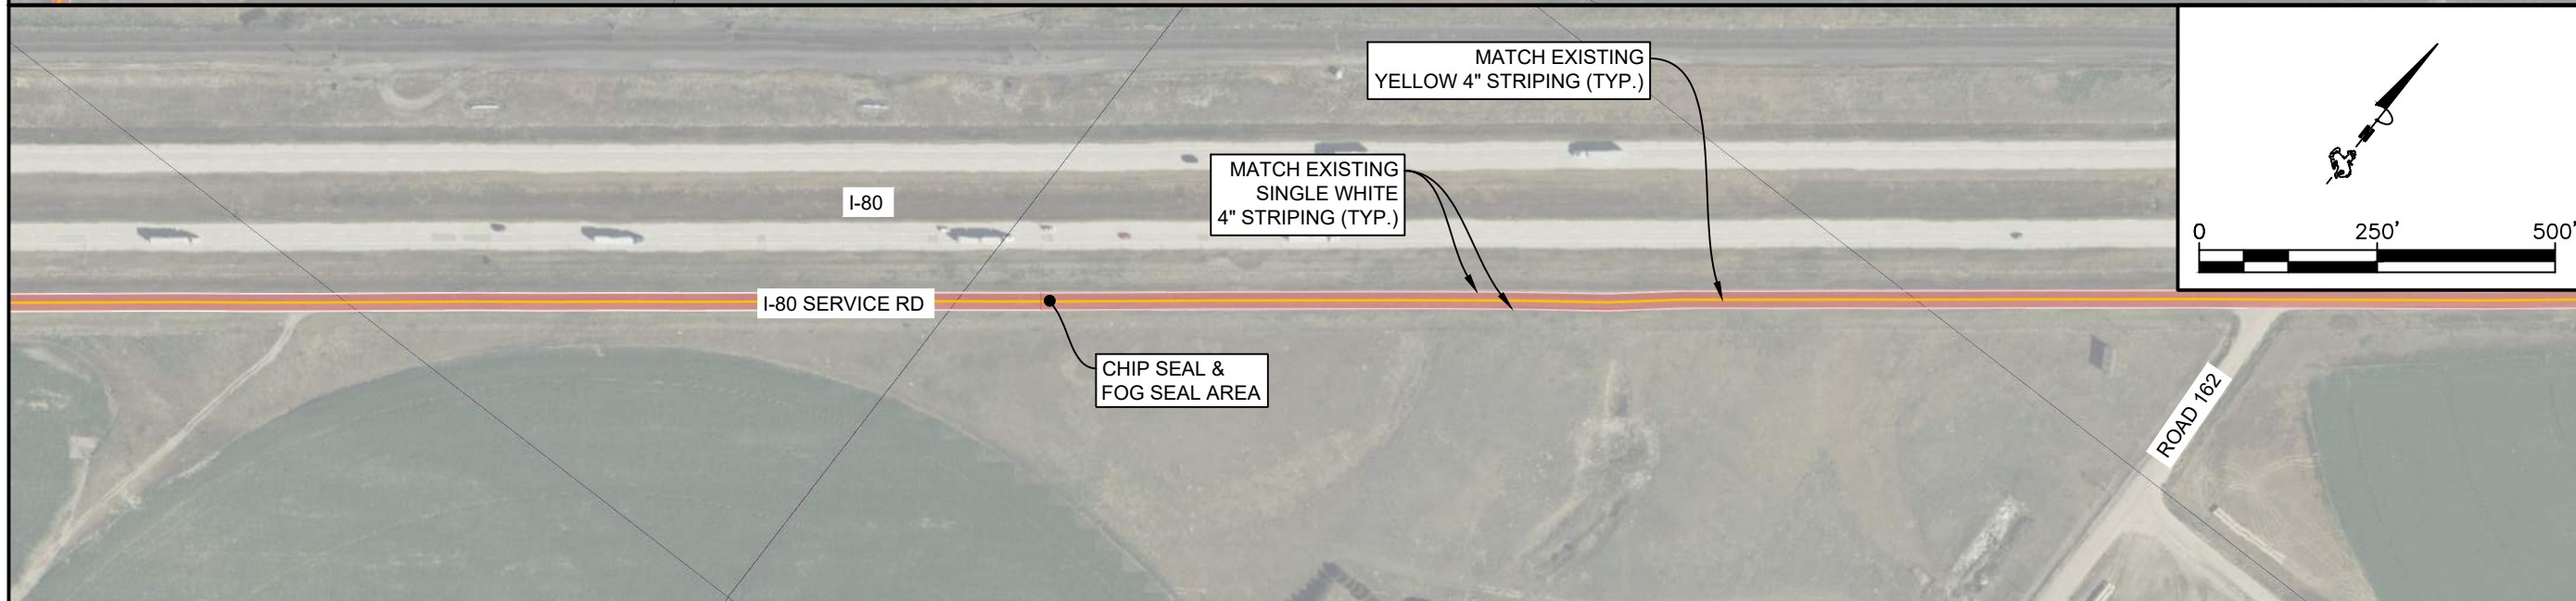 MATCH EXISTING
YELLOW 4" STRIPING (TYP.)
MATCH EXISTING
SINGLE WHITE
4" STRIPING (TYP.)
I-80
I-80 SERVICE RD
CHIP SEAL &
FOG SEAL AREA
ROAD 162
0 250' 500'